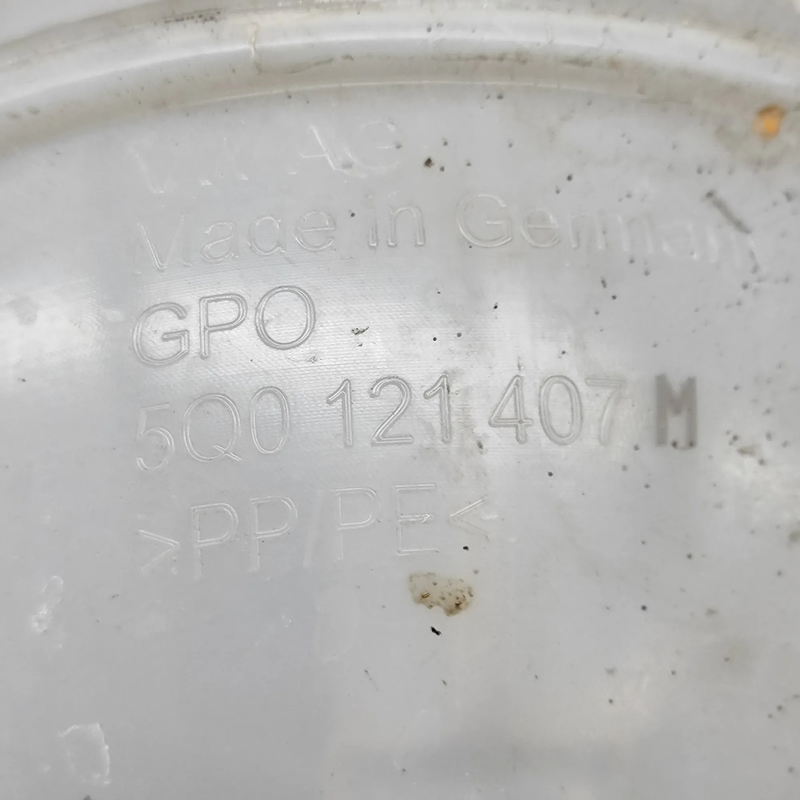 VW AG
Made in Germany
GPO
5Q0 121 407 M
>PP/PE<